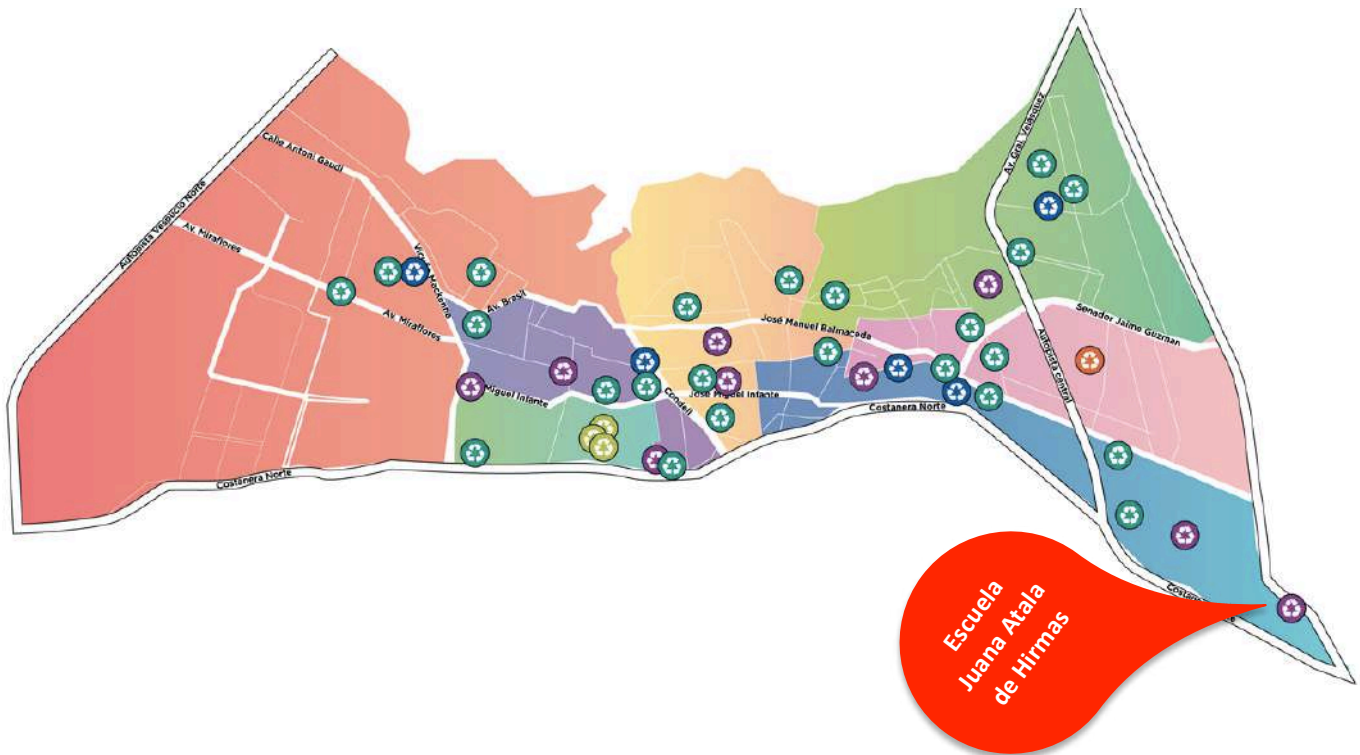 Autopista Vespucio Norte
Calle Antoni Gaudí
Av. Miraflores
Av. Miraflores
Av. Brasil
Miguel Infante
Condell
José Manuel Balmaceda
José Miguel Infante
Costanera Norte
Costanera Norte
Av. Gral. Velásquez
Senador Jaime Guzman
Autopista central
Escuela
Juana Atala
de Hirmas